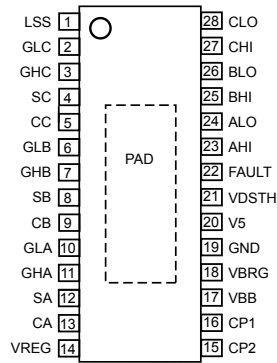 LSS 1 28 CLO
GLC 2 27 CHI
GHC 3 26 BLO
SC 4 25 BHI
CC 5 24 ALO
GLB 6 23 AHI
GHB 7 PAD 22 FAULT
SB 8 21 VDSTH
CB 9 20 V5
GLA 10 19 GND
GHA 11 18 VBRG
SA 12 17 VBB
CA 13 16 CP1
VREG 14 15 CP2